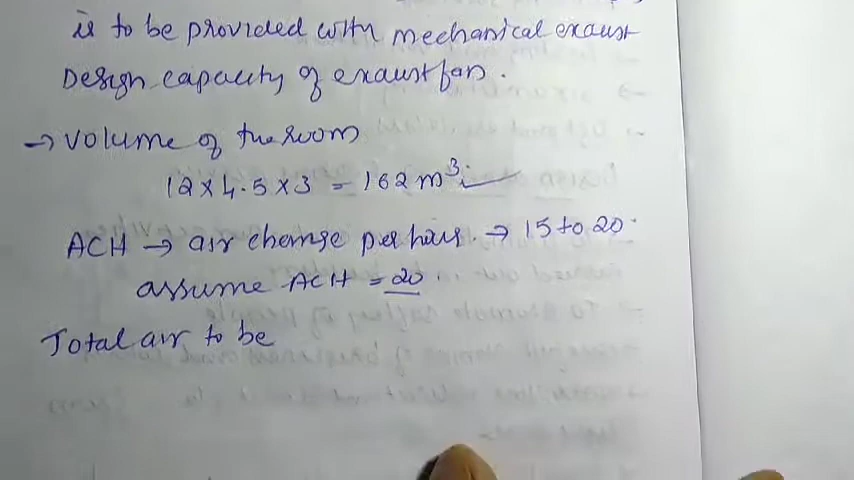 is to be provided with mechanical exaust
Design capacity of exaust fan.
→ Volume of the room
12 x 4.5 x 3 = 162 m³
ACH → air change per hour. → 15 to 20
assume ACH = 20
Total air to be